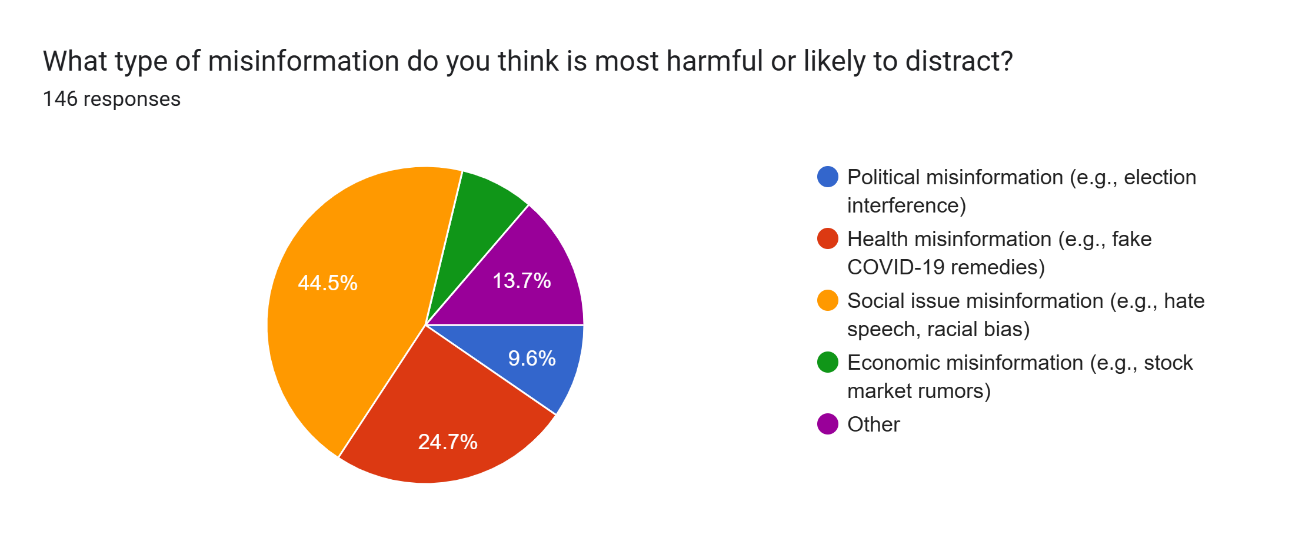 What type of misinformation do you think is most harmful or likely to distract?
146 responses
44.5%
13.7%
9.6%
24.7%
Political misinformation (e.g., election
interference)
Health misinformation (e.g., fake
COVID-19 remedies)
Social issue misinformation (e.g., hate
speech, racial bias)
Economic misinformation (e.g., stock
market rumors)
Other